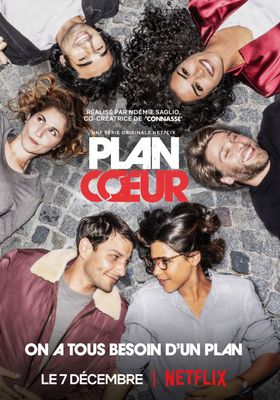 RÉALISÉ PAR NOÉMIE SAGLIO,
CO-CRÉATRICE DE "CONNASSE"
UNE SÉRIE ORIGINALE NETFLIX
PLAN
CŒUR
ON A TOUS BESOIN D'UN PLAN
LE 7 DÉCEMBRE | NETFLIX